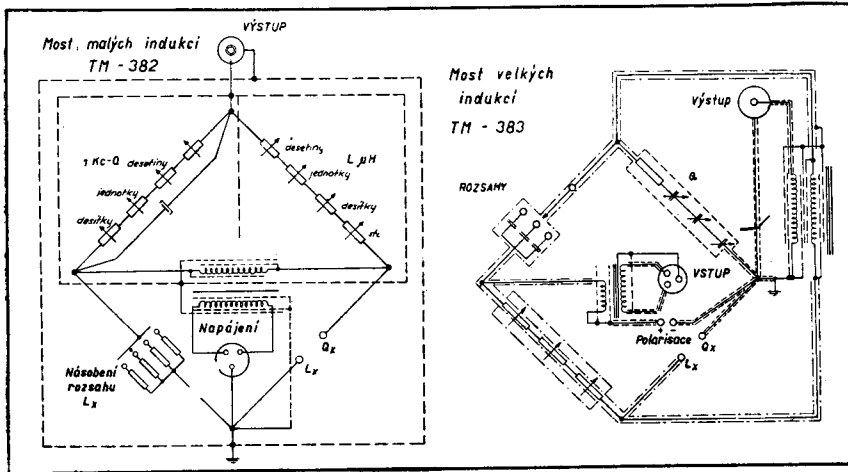 VÝSTUP
Most malých indukcí
TM - 382
1 Kc-Q
desetiny
jednotky
desítky
desetiny
L μH
jednotky
desítky
st.
Napájení
Násobení
rozsahu
Lx
Lx
Qx
Most velkých
indukcí
TM - 383
Výstup
ROZSAHY
Q
VSTUP
+ -
Polarisace
Qx
Lx